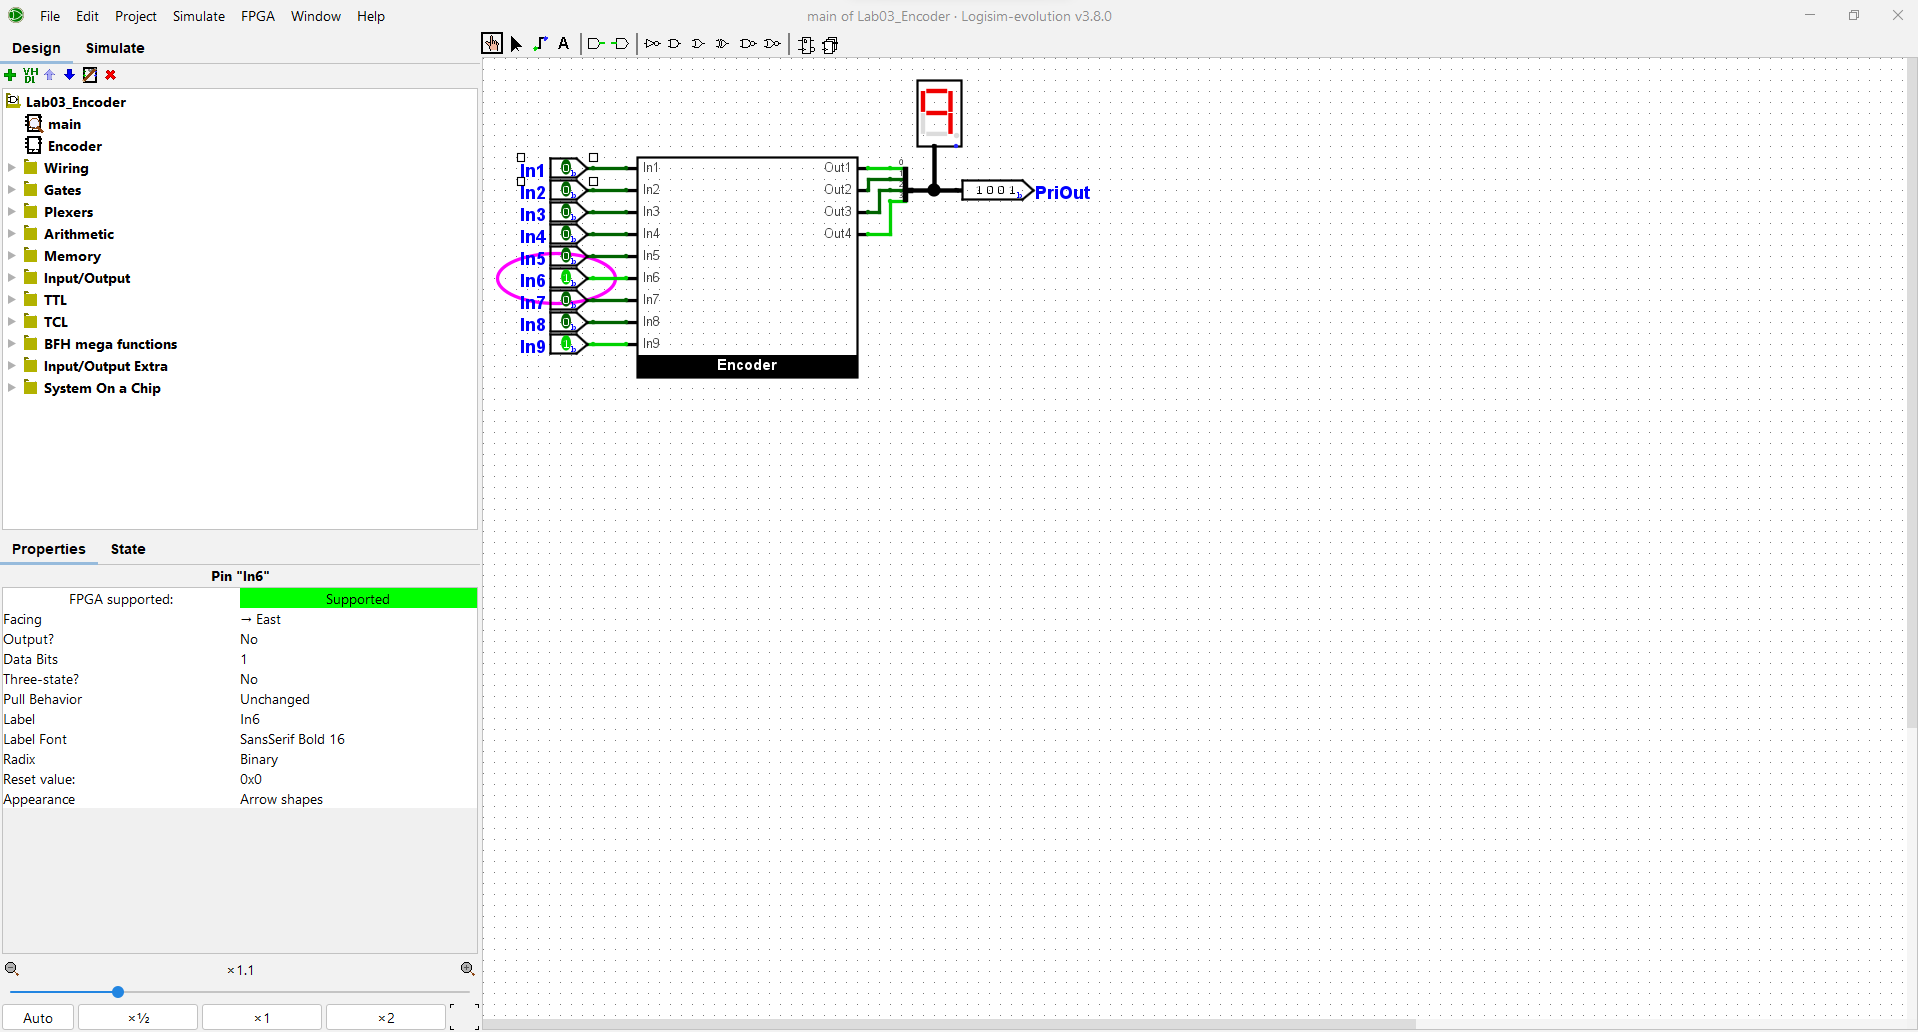 File Edit Project Simulate FPGA Window Help
main of Lab03_Encoder · Logisim-evolution v3.8.0
Design Simulate
A
VH
DL
Lab03_Encoder
main
Encoder
Wiring
Gates
Plexers
Arithmetic
Memory
Input/Output
TTL
TCL
BFH mega functions
Input/Output Extra
System On a Chip
Properties State
Pin "In6"
FPGA supported: Supported
Facing → East
Output? No
Data Bits 1
Three-state? No
Pull Behavior Unchanged
Label In6
Label Font SansSerif Bold 16
Radix Binary
Reset value: 0x0
Appearance Arrow shapes
×1.1
Auto ×½ ×1 ×2
9
In1 0 In1 Out1 0
In2 0 In2 Out2 1001b PriOut
In3 0 In3 Out3
In4 0 In4 Out4
In5 0 In5
In6 1 In6
In7 0 In7
In8 0 In8
In9 1 In9
Encoder